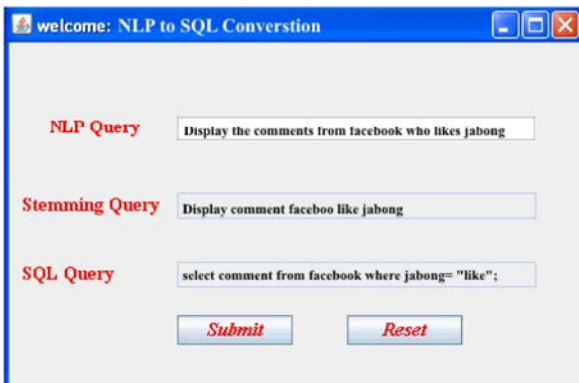 welcome: NLP to SQL Converstion
NLP Query Display the comments from facebook who likes jabong
Stemming Query Display comment faceboo like jabong
SQL Query select comment from facebook where jabong= "like";
Submit Reset